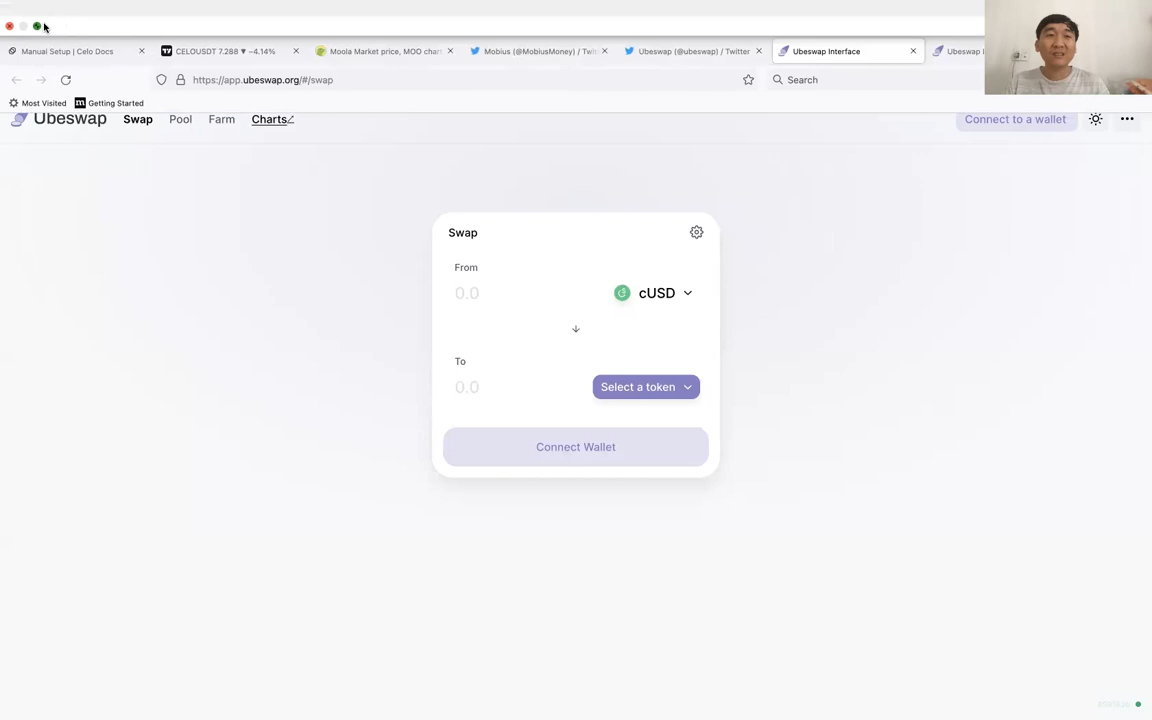 Manual Setup | Celo Docs
CELOUSDT 7.288 ▼ −4.14%
Moola Market price, MOO char
Mobius (@MobiusMoney) / Twit
Ubeswap (@ubeswap) / Twitter
Ubeswap Interface
Ubeswap I
https://app.ubeswap.org/#/swap
Search
Most Visited
Getting Started
Ubeswap
Swap
Pool
Farm
Charts
Connect to a wallet
Swap
From
0.0
cUSD
To
0.0
Select a token
Connect Wallet